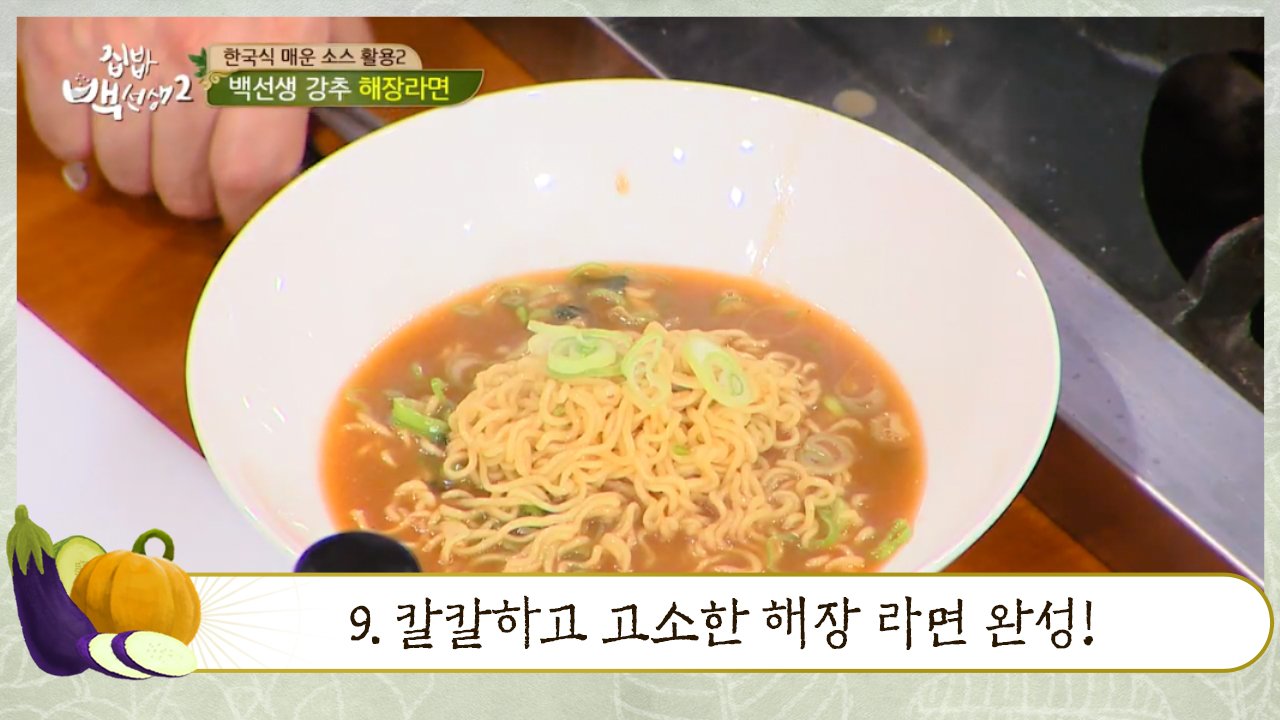 집밥
백선생2
한국식 매운 소스 활용2
백선생 강추 해장라면
9. 칼칼하고 고소한 해장 라면 완성!